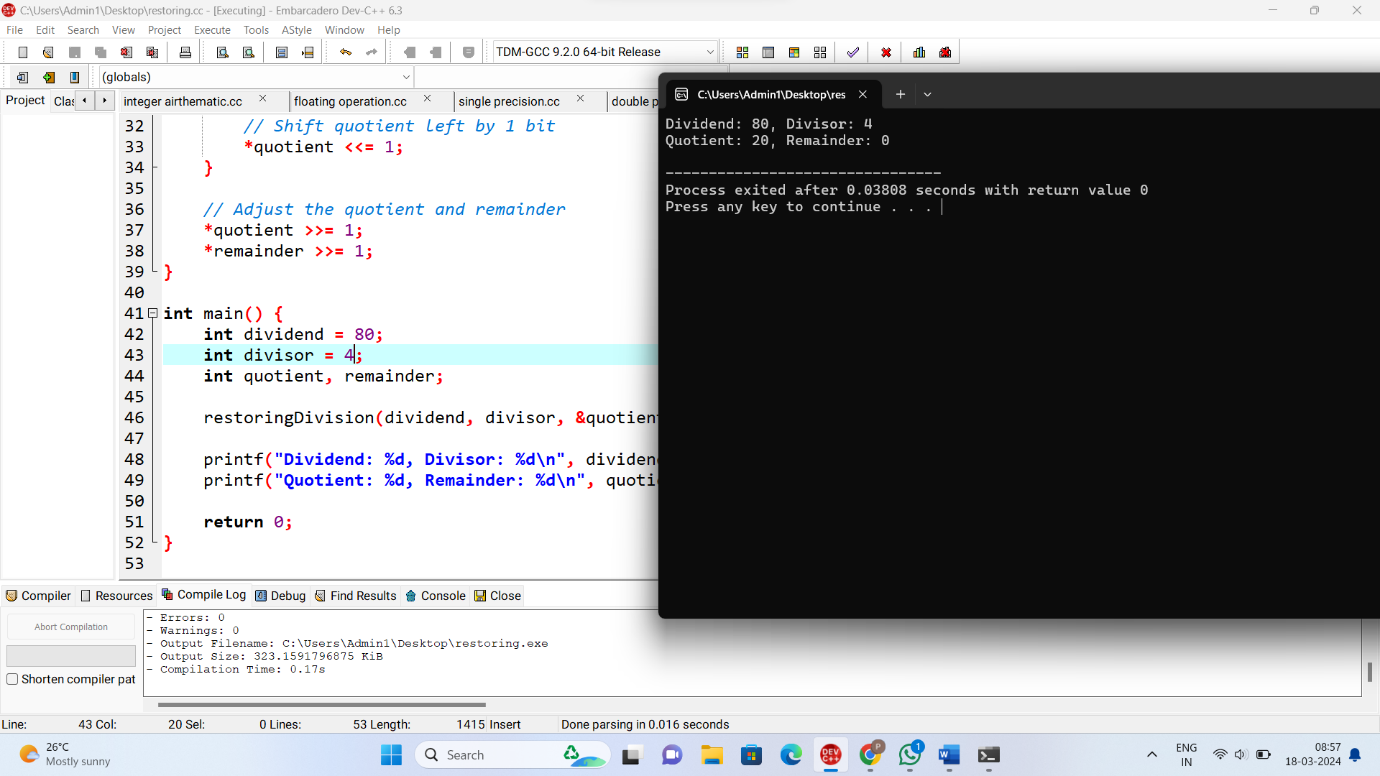 C:\Users\Admin1\Desktop\restoring.cc - [Executing] - Embarcadero Dev-C++ 6.3
File Edit Search View Project Execute Tools AStyle Window Help
TDM-GCC 9.2.0 64-bit Release
(globals)
Project Clas integer airthematic.cc floating operation.cc single precision.cc double p
32 // Shift quotient left by 1 bit
33 *quotient <<= 1;
34 }
35
36 // Adjust the quotient and remainder
37 *quotient >>= 1;
38 *remainder >>= 1;
39 }
40
41 int main() {
42 int dividend = 80;
43 int divisor = 4;
44 int quotient, remainder;
45
46 restoringDivision(dividend, divisor, &quotient
47
48 printf("Dividend: %d, Divisor: %d\n", dividen
49 printf("Quotient: %d, Remainder: %d\n", quoti
50
51 return 0;
52 }
53
C:\Users\Admin1\Desktop\res
Dividend: 80, Divisor: 4
Quotient: 20, Remainder: 0
--------------------------------
Process exited after 0.03808 seconds with return value 0
Press any key to continue . . .
Compiler Resources Compile Log Debug Find Results Console Close
Abort Compilation
Shorten compiler pat
- Errors: 0
- Warnings: 0
- Output Filename: C:\Users\Admin1\Desktop\restoring.exe
- Output Size: 323.1591796875 KiB
- Compilation Time: 0.17s
Line: 43 Col: 20 Sel: 0 Lines: 53 Length: 1415 Insert Done parsing in 0.016 seconds
26°C
Mostly sunny
Search
DEV C++
P
1
ENG
IN
08:57
18-03-2024